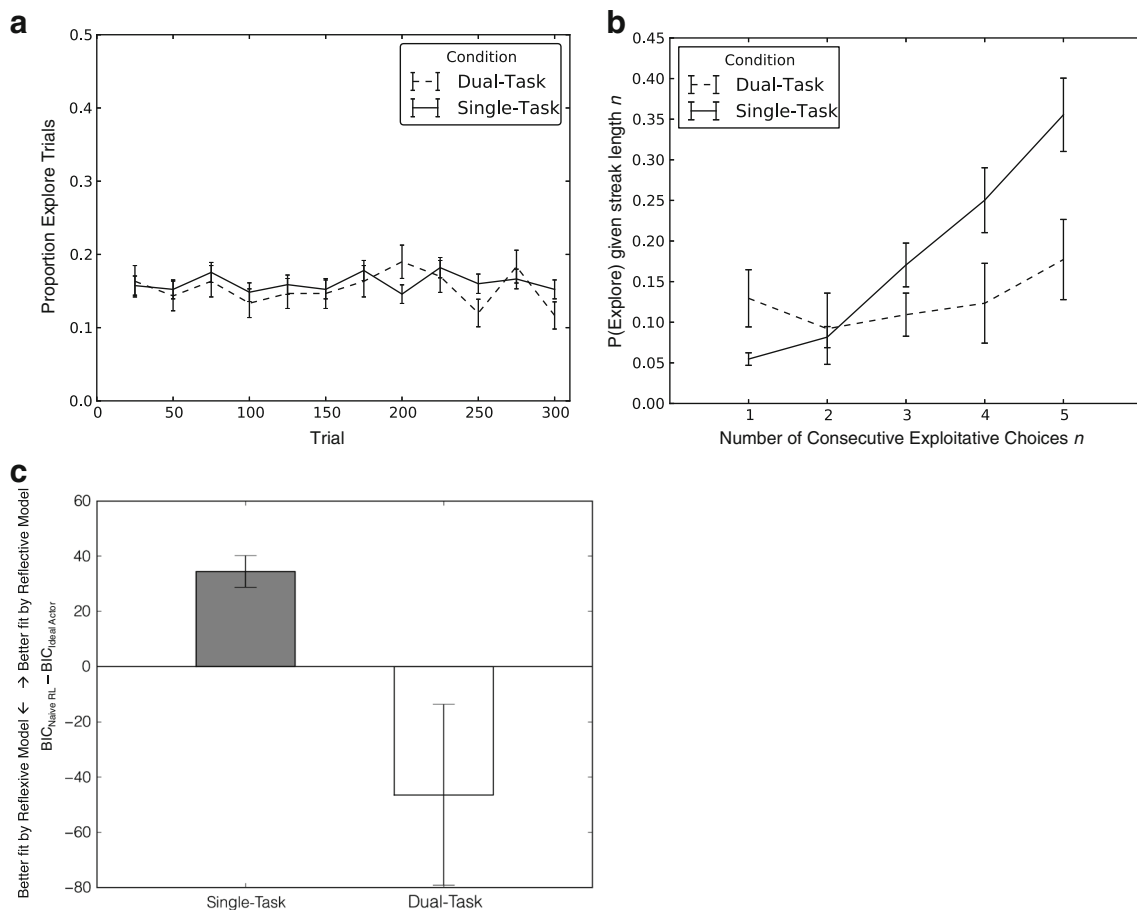 a
0.5
0.4
0.3
0.2
0.1
0.0
Proportion Explore Trials
Condition
Dual-Task
Single-Task
0
50
100
150
200
250
300
Trial
b
0.45
0.40
0.35
0.30
0.25
0.20
0.15
0.10
0.05
0.00
P(Explore) given streak length n
Condition
Dual-Task
Single-Task
1
2
3
4
5
Number of Consecutive Exploitative Choices n
c
Better fit by Reflexive Model ← → Better fit by Reflective Model
BIC Naive RL − BIC Ideal Actor
60
40
20
0
−20
−40
−60
−80
Single-Task
Dual-Task